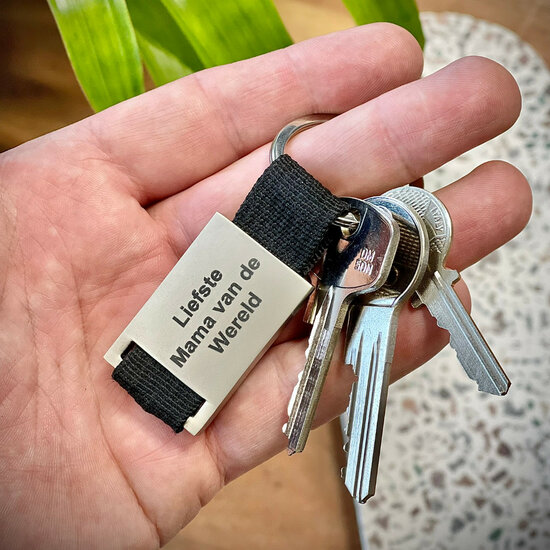 Liefste
Mama van de
Wereld